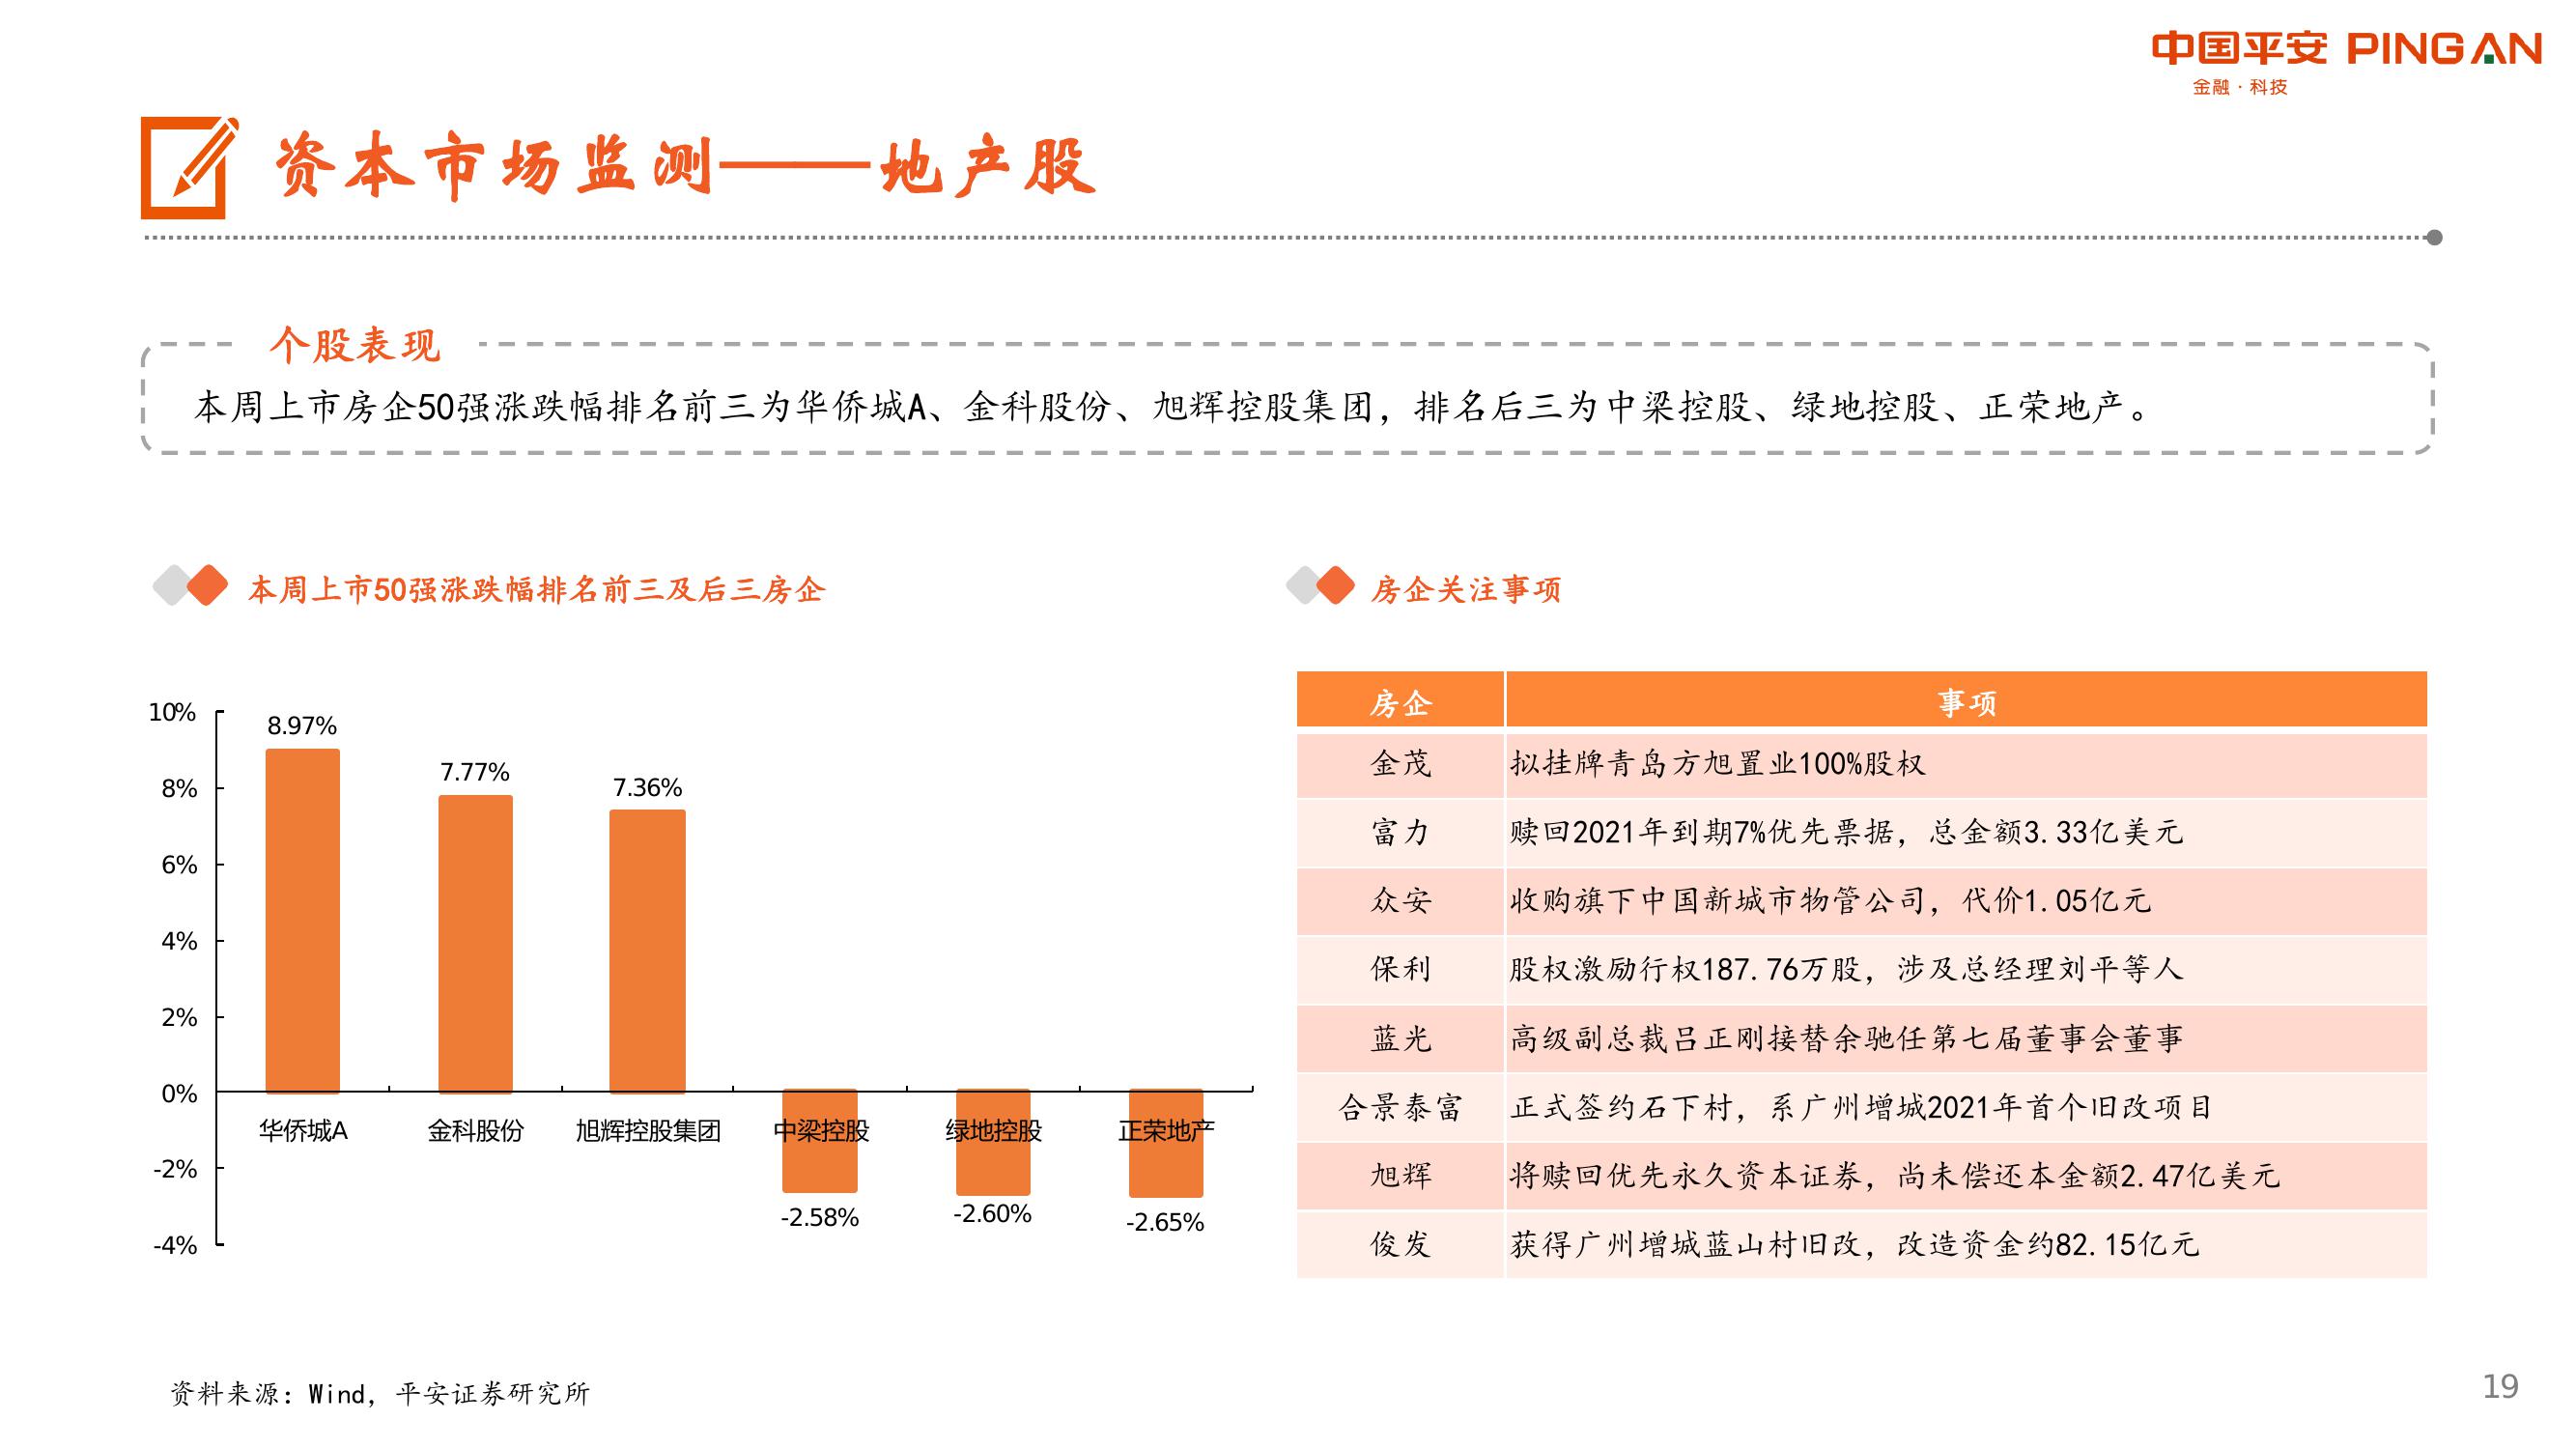 中国平安 PINGAN
金融·科技
资本市场监测——地产股
个股表现
本周上市房企50强涨跌幅排名前三为华侨城A、金科股份、旭辉控股集团，排名后三为中梁控股、绿地控股、正荣地产。
本周上市50强涨跌幅排名前三及后三房企
10%
8%
6%
4%
2%
0%
-2%
-4%
8.97%
7.77%
7.36%
-2.58%
-2.60%
-2.65%
华侨城A
金科股份
旭辉控股集团
中梁控股
绿地控股
正荣地产
房企关注事项
房企 事项
金茂 拟挂牌青岛方旭置业100%股权
富力 赎回2021年到期7%优先票据，总金额3.33亿美元
众安 收购旗下中国新城市物管公司，代价1.05亿元
保利 股权激励行权187.76万股，涉及总经理刘平等人
蓝光 高级副总裁吕正刚接替余驰任第七届董事会董事
合景泰富 正式签约石下村，系广州增城2021年首个旧改项目
旭辉 将赎回优先永久资本证券，尚未偿还本金额2.47亿美元
俊发 获得广州增城蓝山村旧改，改造资金约82.15亿元
资料来源：Wind，平安证券研究所
19